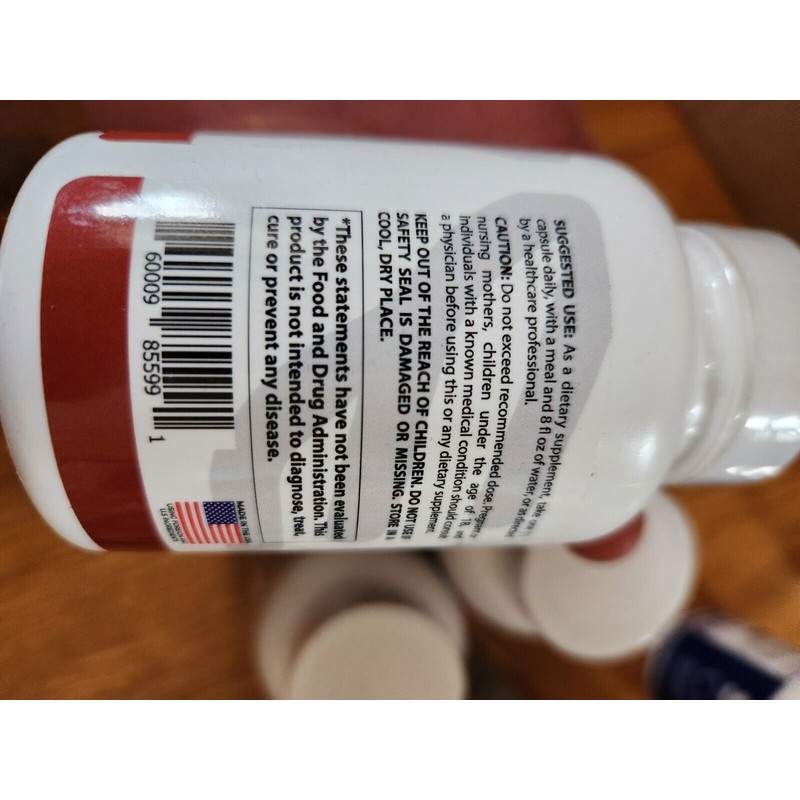 SUGGESTED USE: As a dietary supplement, take
capsule daily, with a meal and 8 fl oz of water, or as
by a healthcare professional.
CAUTION: Do not exceed recommended dose.
nursing mothers, children under the age of 18,
individuals with a known medical condition should
a physician before using this or any dietary supplement.
KEEP OUT OF THE REACH OF CHILDREN. DO NOT USE IF
SAFETY SEAL IS DAMAGED OR MISSING. STORE IN A
COOL, DRY PLACE.
*These statements have not been evaluated
by the Food and Drug Administration. This
product is not intended to diagnose, treat,
cure or prevent any disease.
60009 85599 1
MADE IN THE USA